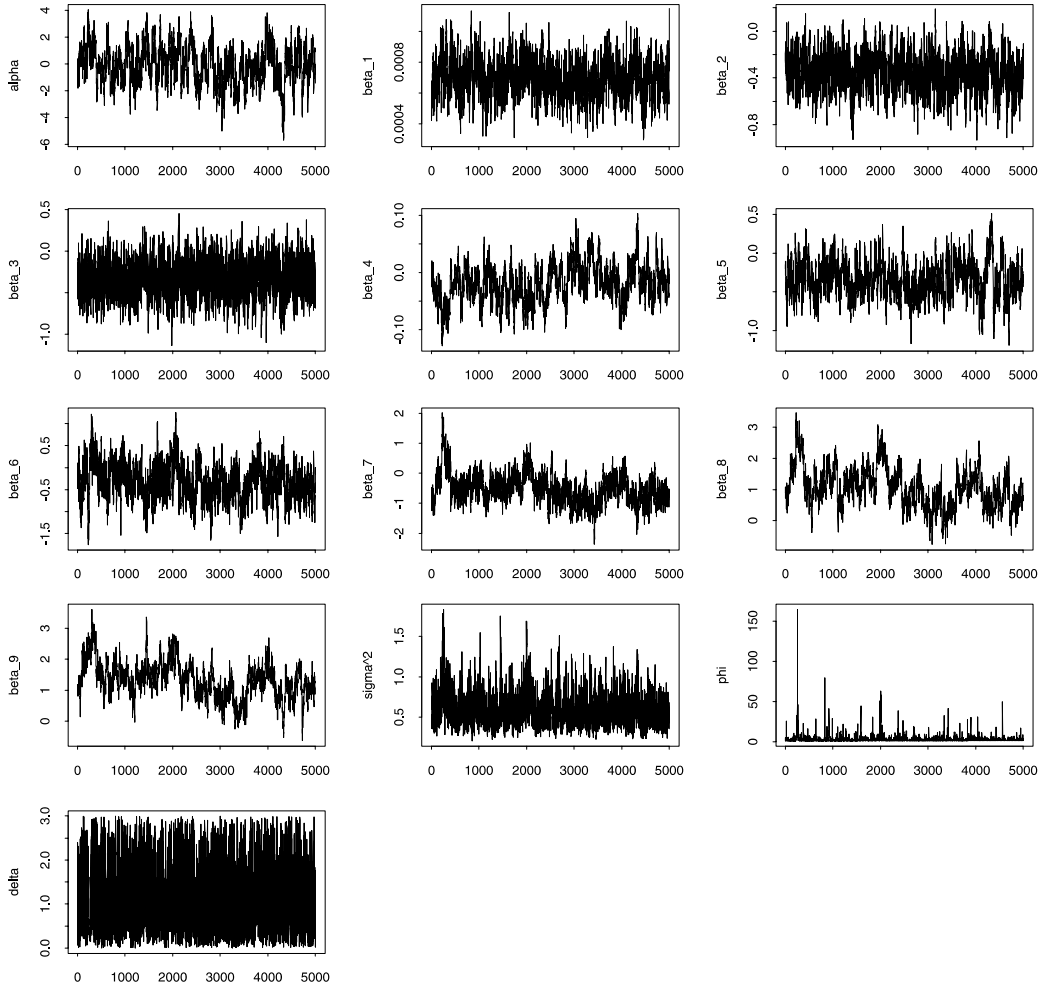 alpha
-6 -4 -2 0 2 4
0 1000 2000 3000 4000 5000
beta_1
0.0004 0.0008
0 1000 2000 3000 4000 5000
beta_2
-0.8 -0.4 0.0
0 1000 2000 3000 4000 5000
beta_3
-1.0 0.0 0.5
0 1000 2000 3000 4000 5000
beta_4
-0.10 0.0 0.10
0 1000 2000 3000 4000 5000
beta_5
-1.0 0.0 0.5
0 1000 2000 3000 4000 5000
beta_6
-1.5 -0.5 0.5
0 1000 2000 3000 4000 5000
beta_7
-2 -1 0 1 2
0 1000 2000 3000 4000 5000
beta_8
0 1 2 3
0 1000 2000 3000 4000 5000
beta_9
0 1 2 3
0 1000 2000 3000 4000 5000
sigma^2
0.5 1.0 1.5
0 1000 2000 3000 4000 5000
phi
0 50 100 150
0 1000 2000 3000 4000 5000
delta
0.0 1.0 2.0 3.0
0 1000 2000 3000 4000 5000